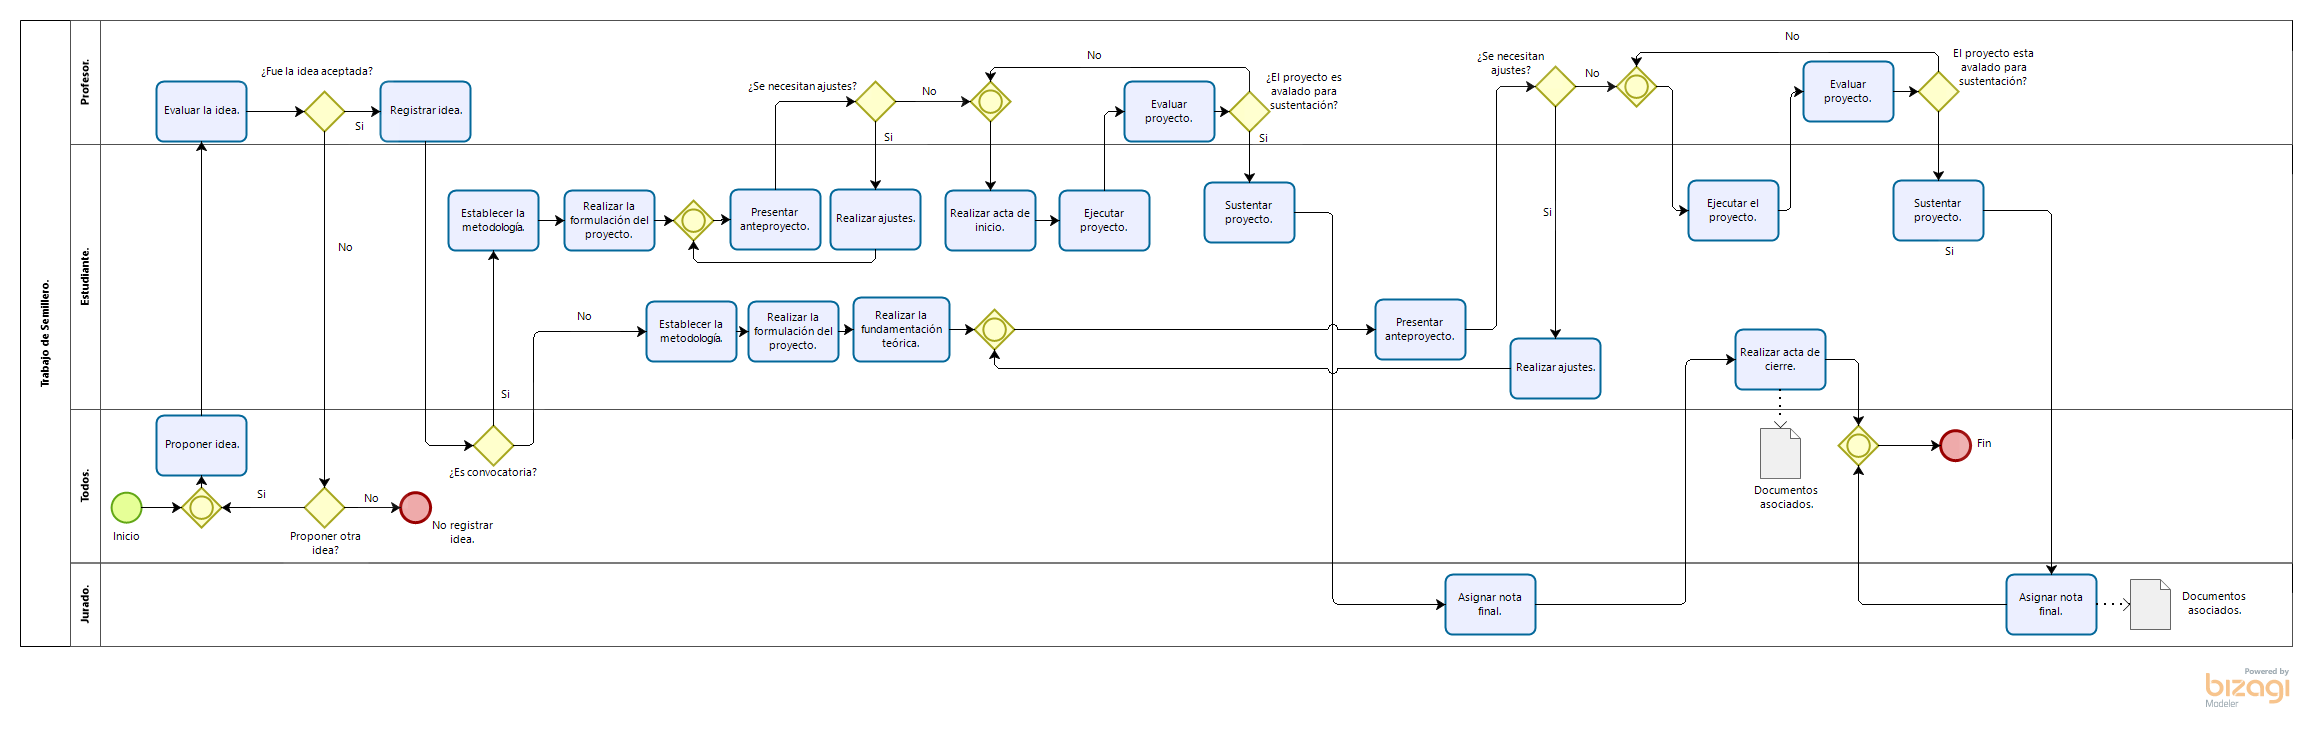 Trabajo de Semillero.
Profesor.
¿Fue la idea aceptada?
Evaluar la idea.
Si
Registrar idea.
¿Se necesitan ajustes?
No
Si
No
Evaluar
proyecto.
¿El proyecto es
avalado para
sustentación?
Si
¿Se necesitan
ajustes?
No
No
Evaluar
proyecto.
El proyecto esta
avalado para
sustentación?
Estudiante.
No
Establecer la
metodología.
Realizar la
formulación del
proyecto.
Presentar
anteproyecto.
Realizar ajustes.
Realizar acta de
inicio.
Ejecutar
proyecto.
Sustentar
proyecto.
Si
Ejecutar el
proyecto.
Sustentar
proyecto.
Si
No
Establecer la
metodología.
Realizar la
formulación del
proyecto.
Realizar la
fundamentación
teórica.
Presentar
anteproyecto.
Realizar ajustes.
Realizar acta de
cierre.
Si
Todos.
Proponer idea.
¿Es convocatoria?
Inicio
Si
Proponer otra
idea?
No
No registrar
idea.
Documentos
asociados.
Fin
Jurado.
Asignar nota
final.
Asignar nota
final.
Documentos
asociados.
Powered by
bizagi
Modeler